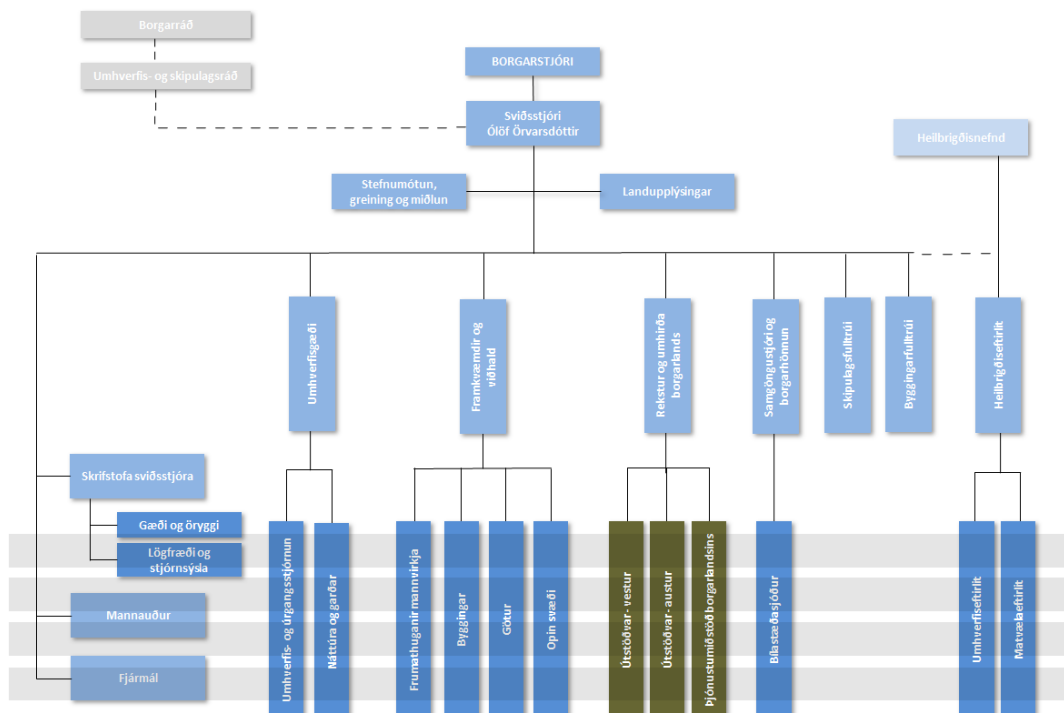 Borgarráð
Umhverfis- og skipulagsráð
BORGARSTJÓRI
Sviðsstjóri
Ólöf Örvarsdóttir
Heilbrigðisnefnd
Stefnumótun,
greining og miðlun
Landupplýsingar
Umhverfisgæði
Framkvæmdir og
viðhald
Rekstur og umhirða
borgarlands
Samgöngustjóri og
borgarhönnun
Skipulagsfulltrúi
Byggingarfulltrúi
Heilbrigðiseftirlit
Skrifstofa sviðsstjóra
Gæði og öryggi
Lögfræði og
stjórnsýsla
Mannauður
Fjármál
Umhverfis- og úrgangsstjórnun
Náttúra og garðar
Frumathuganir mannvirkja
Byggingar
Götur
Opin svæði
Útstöðvar - vestur
Útstöðvar - austur
Þjónustumiðstöð borgarlandsins
Bílastæðasjóður
Umhverfiseftirlit
Matvælaeftirlit